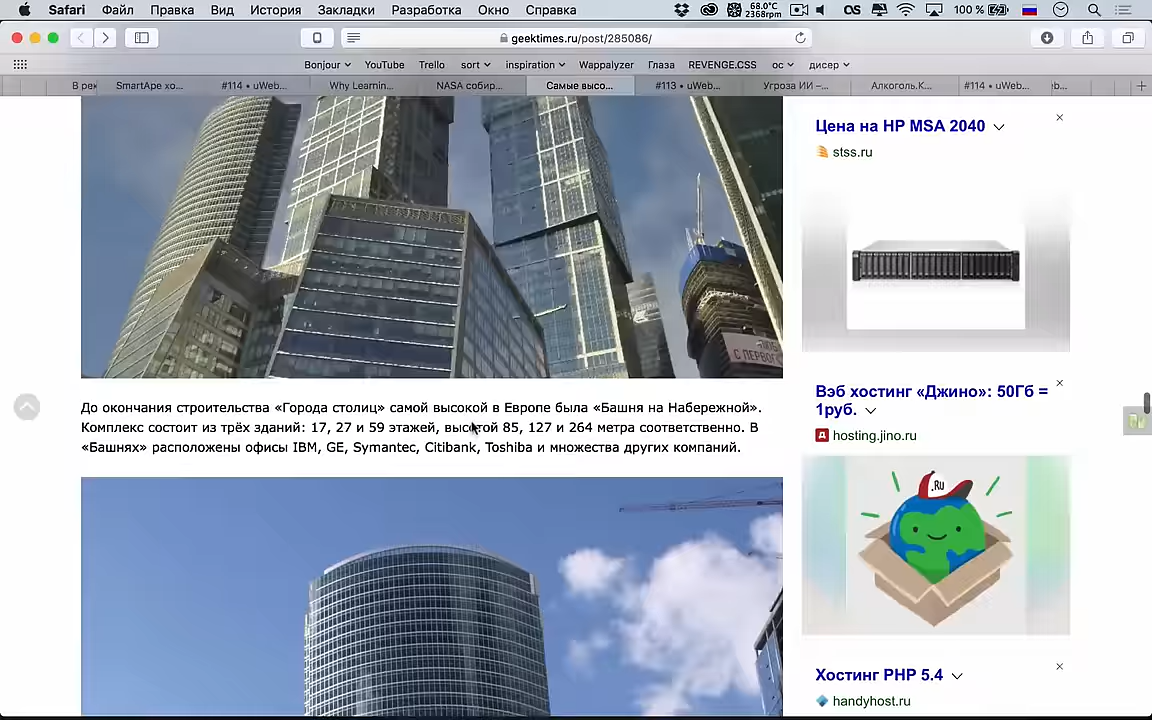 Safari Файл Правка Вид История Закладки Разработка Окно Справка 68.0°C 2368rpm 100 %
geektimes.ru/post/285086/
Bonjour YouTube Trello sort inspiration Wappalyzer Глаза REVENGE.CSS ос дисер
В рек SmartApe хо... #114 • uWeb... Why Learnin... NASA собир... Самые высо... #113 • uWeb... Угроза ИИ –... Алкоголь.К... #114 • uWeb...
Цена на HP MSA 2040
stss.ru
С ПЕРВОГ
До окончания строительства «Города столиц» самой высокой в Европе была «Башня на Набережной».
Комплекс состоит из трёх зданий: 17, 27 и 59 этажей, высотой 85, 127 и 264 метра соответственно. В
«Башнях» расположены офисы IBM, GE, Symantec, Citibank, Toshiba и множества других компаний.
Вэб хостинг «Джино»: 50Гб =
1руб.
hosting.jino.ru
.RU
Хостинг PHP 5.4
handyhost.ru